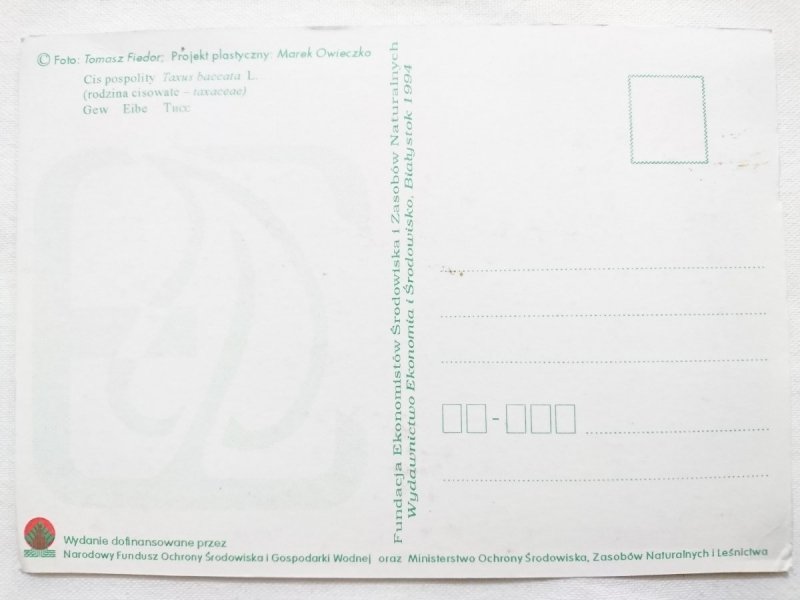 © Foto: Tomasz Fiedor; Projekt plastyczny: Marek Owieczko
Cis pospolity Taxus baccata L.
(rodzina cisowate – taxaceae)
Gew Eibe Тисс
Fundacja Ekonomistów Środowiska i Zasobów Naturalnych
Wydawnictwo Ekonomia i Środowisko, Białystok 1994
Wydanie dofinansowane przez
Narodowy Fundusz Ochrony Środowiska i Gospodarki Wodnej oraz Ministerstwo Ochrony Środowiska, Zasobów Naturalnych i Leśnictwa